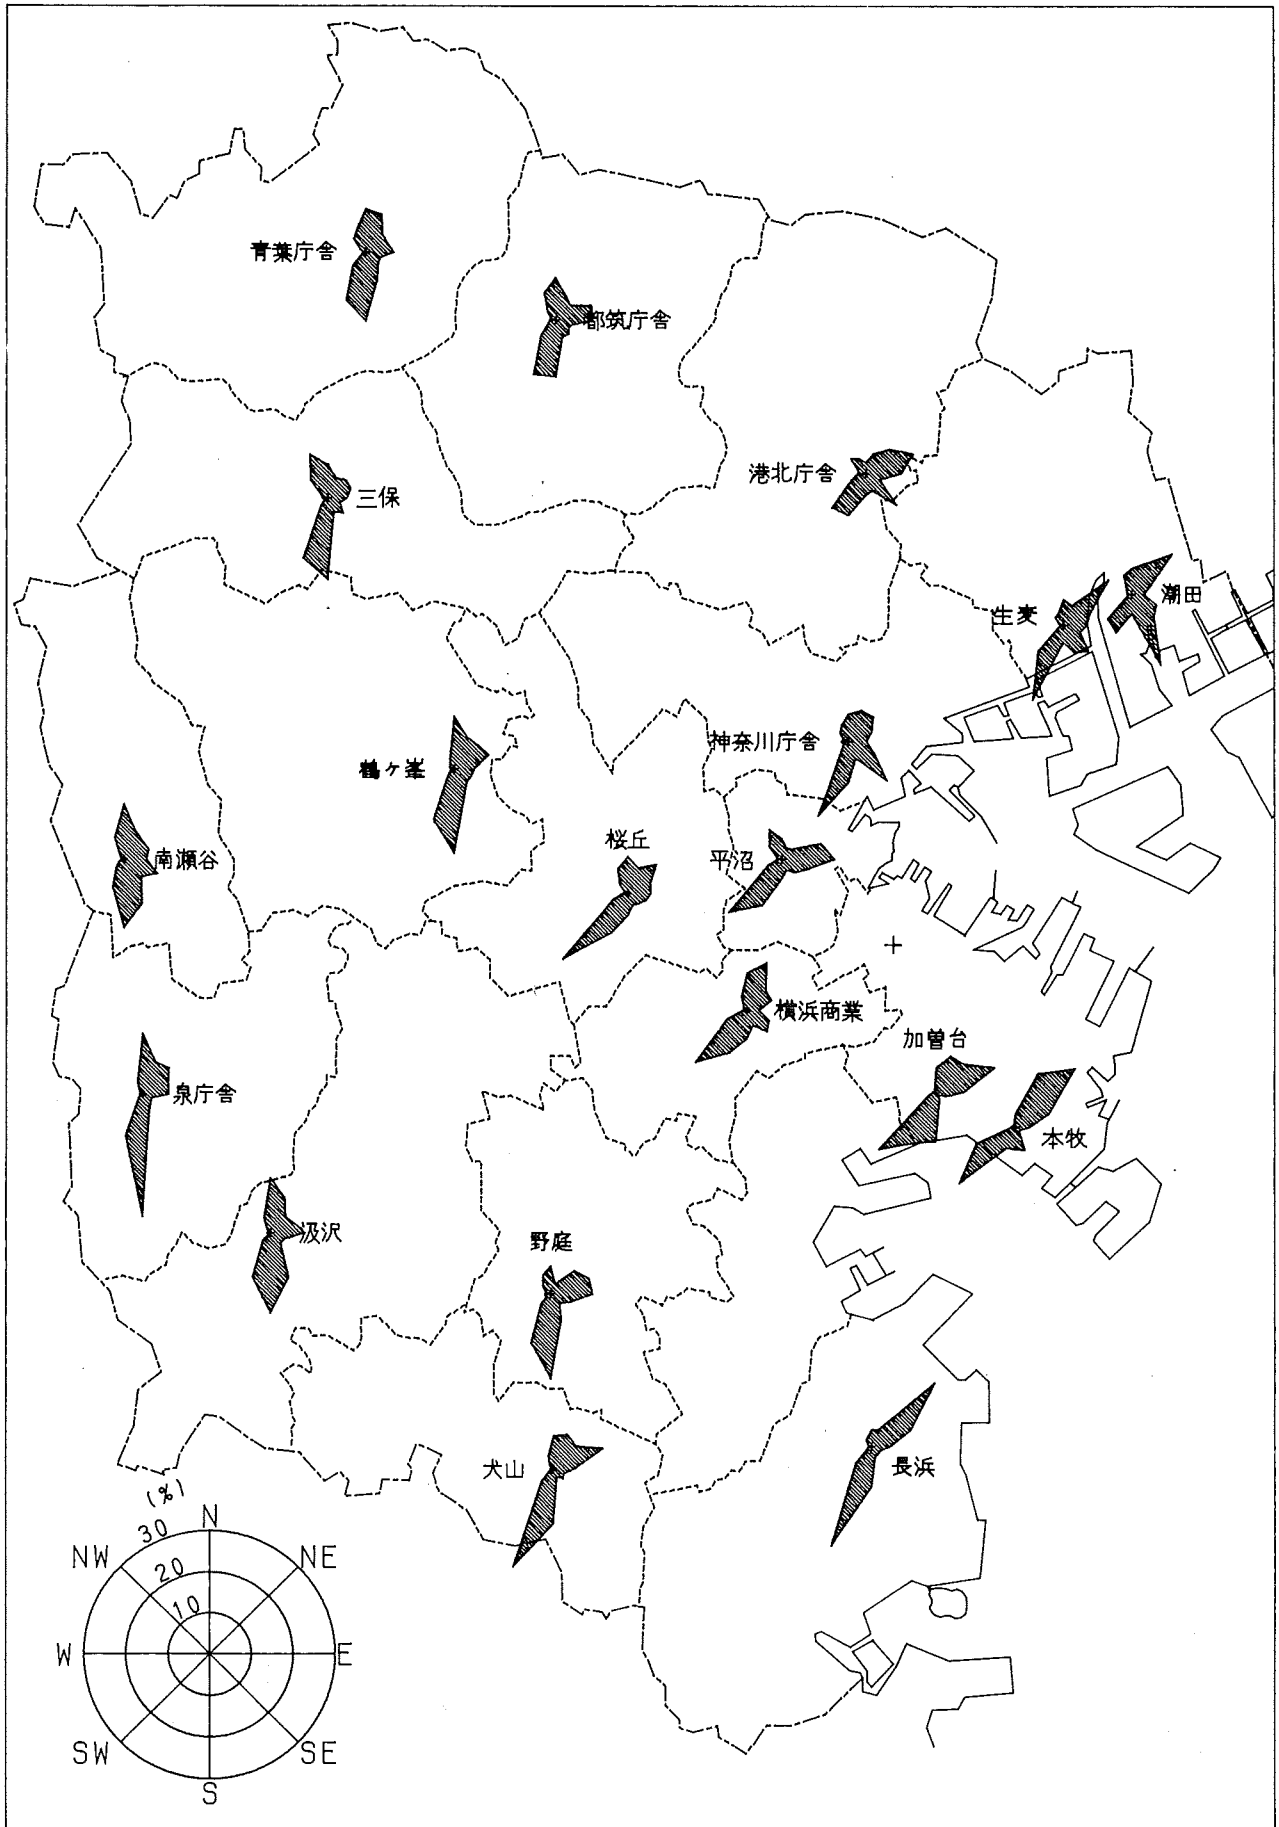 青葉庁舎
都筑庁舎
港北庁舎
三保
潮田
生麦
神奈川庁舎
鶴ヶ峯
桜丘
平沼
南瀬谷
横浜商業
加曽台
泉庁舎
本牧
汲沢
野庭
犬山
長浜
(%)
30
20
10
N
NW
NE
W
E
SW
SE
S